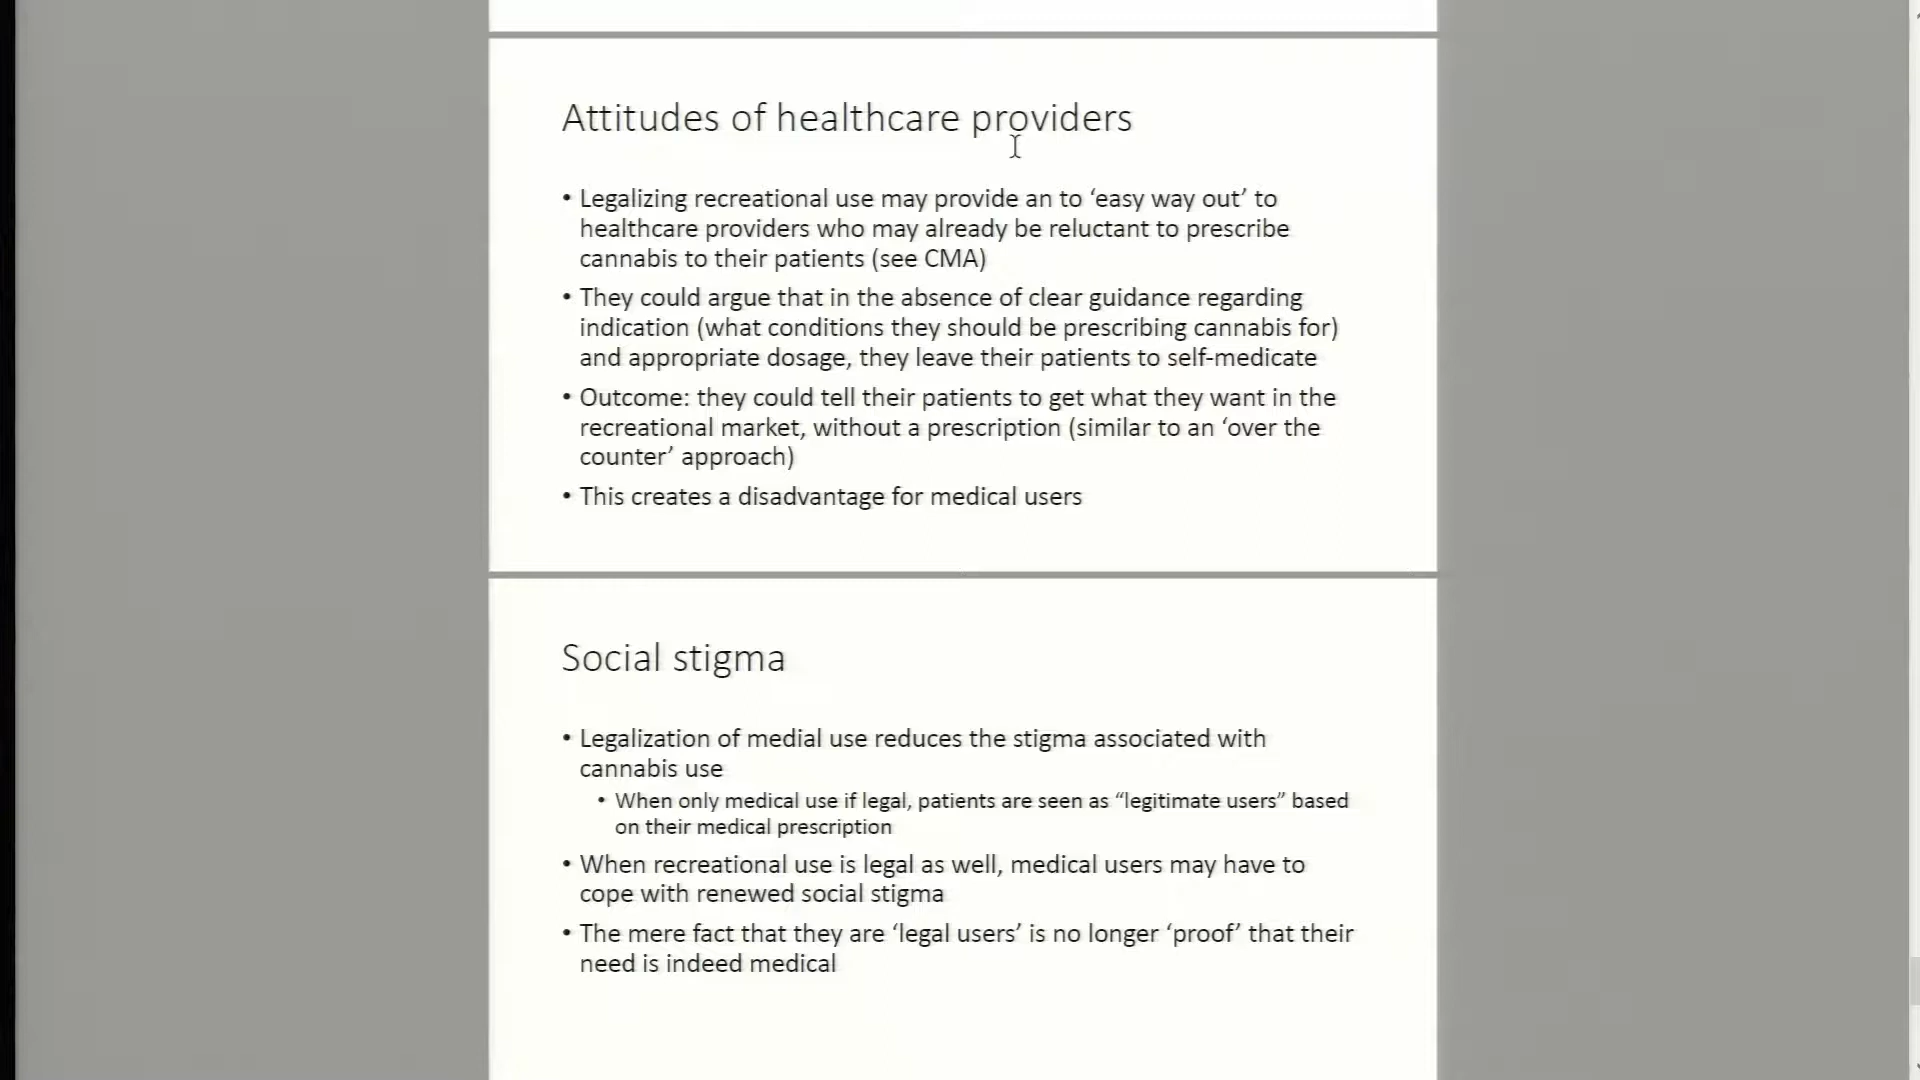 Attitudes of healthcare providers
• Legalizing recreational use may provide an to ‘easy way out’ to
healthcare providers who may already be reluctant to prescribe
cannabis to their patients (see CMA)
• They could argue that in the absence of clear guidance regarding
indication (what conditions they should be prescribing cannabis for)
and appropriate dosage, they leave their patients to self-medicate
• Outcome: they could tell their patients to get what they want in the
recreational market, without a prescription (similar to an ‘over the
counter’ approach)
• This creates a disadvantage for medical users
Social stigma
• Legalization of medial use reduces the stigma associated with
cannabis use
• When only medical use if legal, patients are seen as “legitimate users” based
on their medical prescription
• When recreational use is legal as well, medical users may have to
cope with renewed social stigma
• The mere fact that they are ‘legal users’ is no longer ‘proof’ that their
need is indeed medical